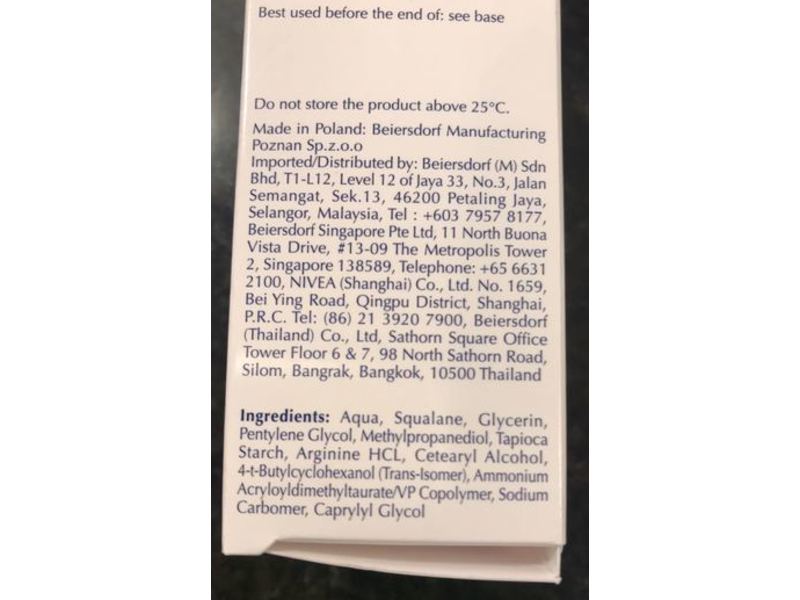 Best used before the end of: see base
Do not store the product above 25°C.
Made in Poland: Beiersdorf Manufacturing
Poznan Sp.z.o.o
Imported/Distributed by: Beiersdorf (M) Sdn
Bhd, T1-L12, Level 12 of Jaya 33, No.3, Jalan
Semangat, Sek.13, 46200 Petaling Jaya,
Selangor, Malaysia, Tel : +603 7957 8177,
Beiersdorf Singapore Pte Ltd, 11 North Buona
Vista Drive, #13-09 The Metropolis Tower
2, Singapore 138589, Telephone: +65 6631
2100, NIVEA (Shanghai) Co., Ltd. No. 1659,
Bei Ying Road, Qingpu District, Shanghai,
P.R.C. Tel: (86) 21 3920 7900, Beiersdorf
(Thailand) Co., Ltd, Sathorn Square Office
Tower Floor 6 & 7, 98 North Sathorn Road,
Silom, Bangrak, Bangkok, 10500 Thailand
Ingredients: Aqua, Squalane, Glycerin,
Pentylene Glycol, Methylpropanediol, Tapioca
Starch, Arginine HCL, Cetearyl Alcohol,
4-t-Butylcyclohexanol (Trans-Isomer), Ammonium
Acryloyldimethyltaurate/VP Copolymer, Sodium
Carbomer, Caprylyl Glycol